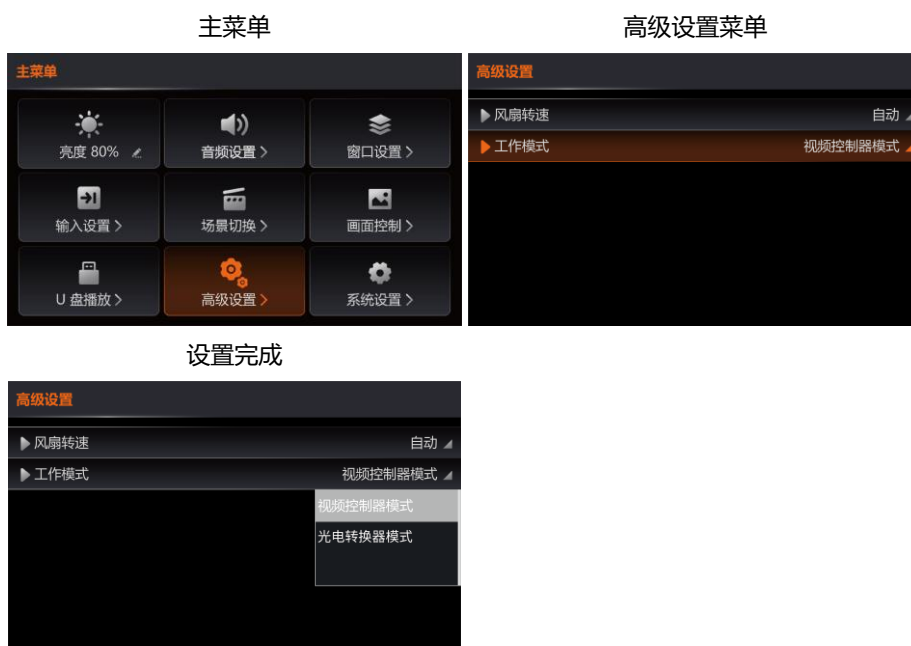 主菜单
高级设置菜单
主菜单
亮度 80%
音频设置 >
窗口设置 >
输入设置 >
场景切换 >
画面控制 >
U 盘播放 >
高级设置 >
系统设置 >
高级设置
风扇转速 自动
工作模式 视频控制器模式
设置完成
高级设置
风扇转速 自动
工作模式 视频控制器模式
视频控制器模式
光电转换器模式